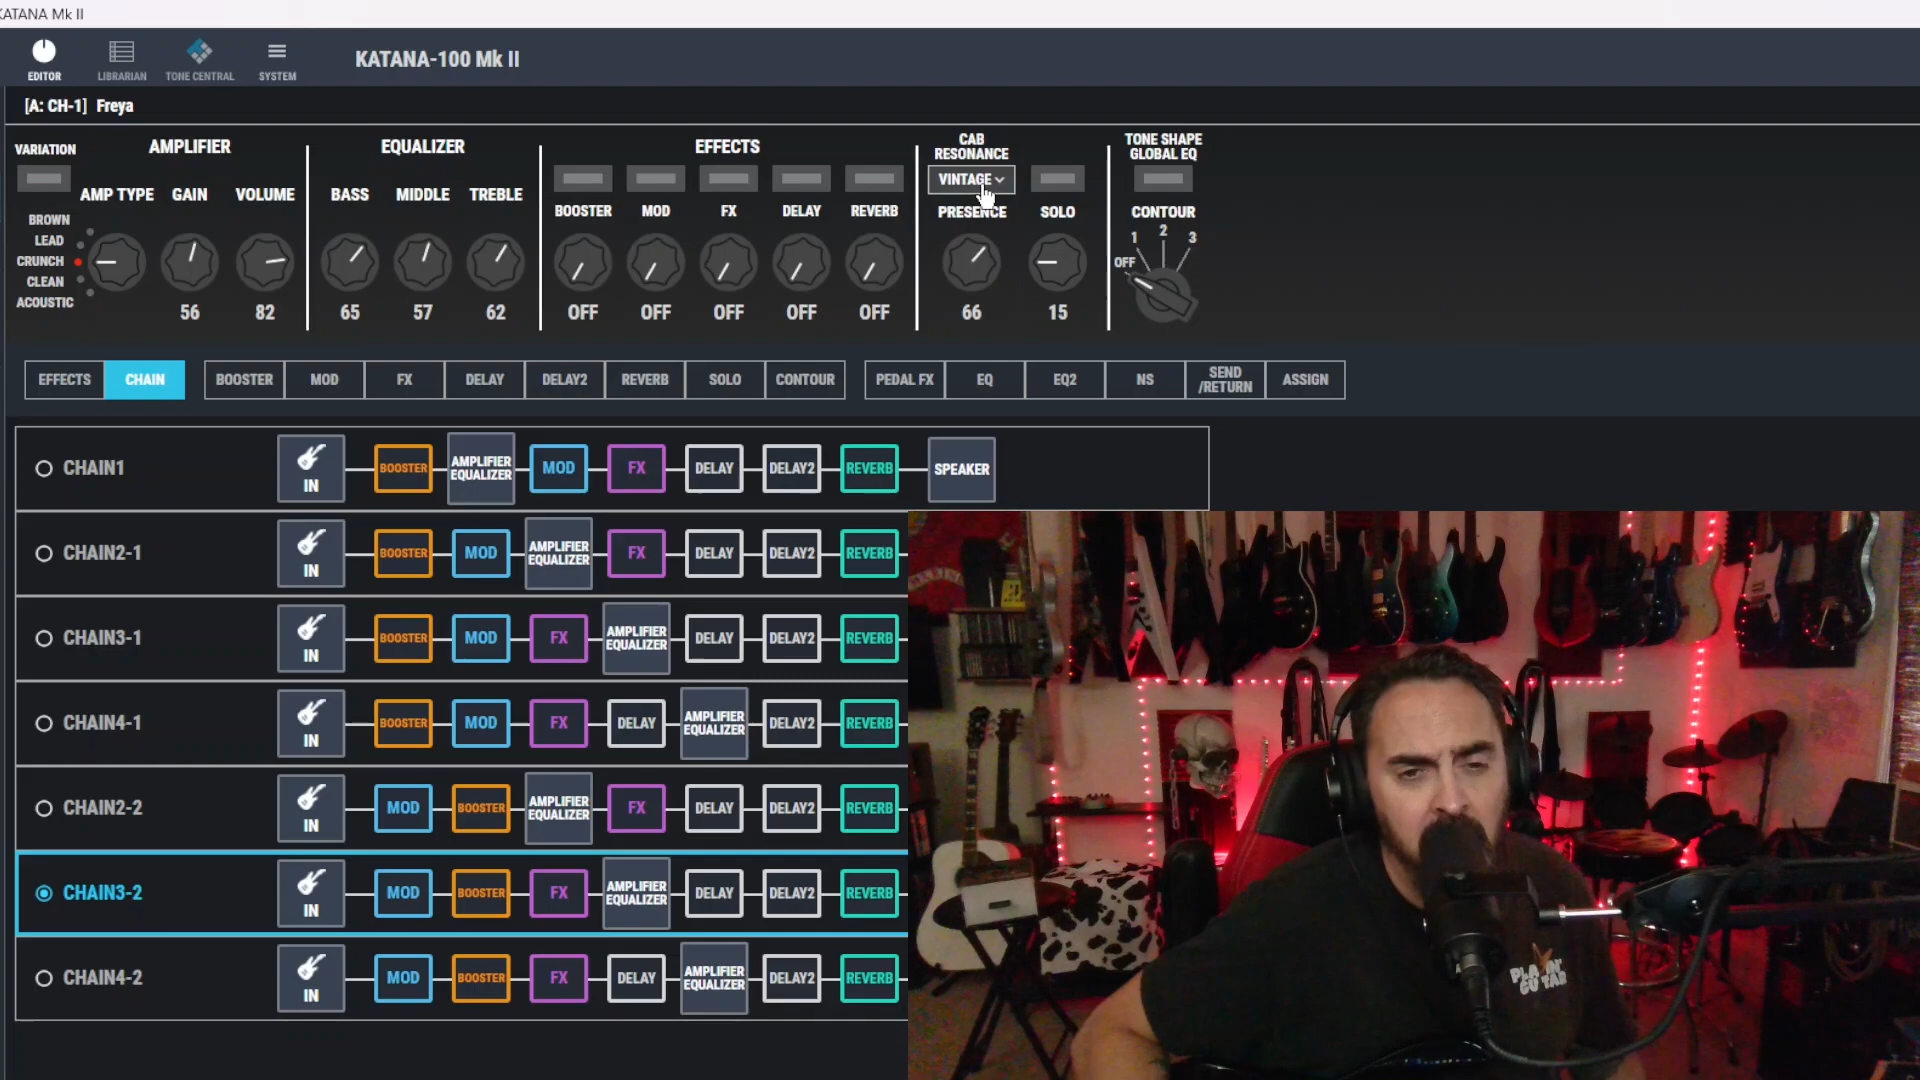 KATANA Mk II
EDITOR
LIBRARIAN
TONE CENTRAL
SYSTEM
KATANA-100 Mk II
[A: CH-1] Freya
VARIATION
AMPLIFIER
AMP TYPE
GAIN
VOLUME
BROWN
LEAD
CRUNCH
CLEAN
ACOUSTIC
56
82
EQUALIZER
BASS
MIDDLE
TREBLE
65
57
62
EFFECTS
BOOSTER
MOD
FX
DELAY
REVERB
OFF
OFF
OFF
OFF
OFF
CAB
RESONANCE
VINTAGE
PRESENCE
SOLO
66
15
TONE SHAPE
GLOBAL EQ
CONTOUR
1
2
3
OFF
EFFECTS
CHAIN
BOOSTER
MOD
FX
DELAY
DELAY2
REVERB
SOLO
CONTOUR
PEDAL FX
EQ
EQ2
NS
SEND
/RETURN
ASSIGN
CHAIN1
IN
BOOSTER
AMPLIFIER
EQUALIZER
MOD
FX
DELAY
DELAY2
REVERB
SPEAKER
CHAIN2-1
IN
BOOSTER
MOD
AMPLIFIER
EQUALIZER
FX
DELAY
DELAY2
REVERB
CHAIN3-1
IN
BOOSTER
MOD
FX
AMPLIFIER
EQUALIZER
DELAY
DELAY2
REVERB
CHAIN4-1
IN
BOOSTER
MOD
FX
DELAY
AMPLIFIER
EQUALIZER
DELAY2
REVERB
CHAIN2-2
IN
MOD
BOOSTER
AMPLIFIER
EQUALIZER
FX
DELAY
DELAY2
REVERB
CHAIN3-2
IN
MOD
BOOSTER
FX
AMPLIFIER
EQUALIZER
DELAY
DELAY2
REVERB
CHAIN4-2
IN
MOD
BOOSTER
FX
DELAY
AMPLIFIER
EQUALIZER
DELAY2
REVERB